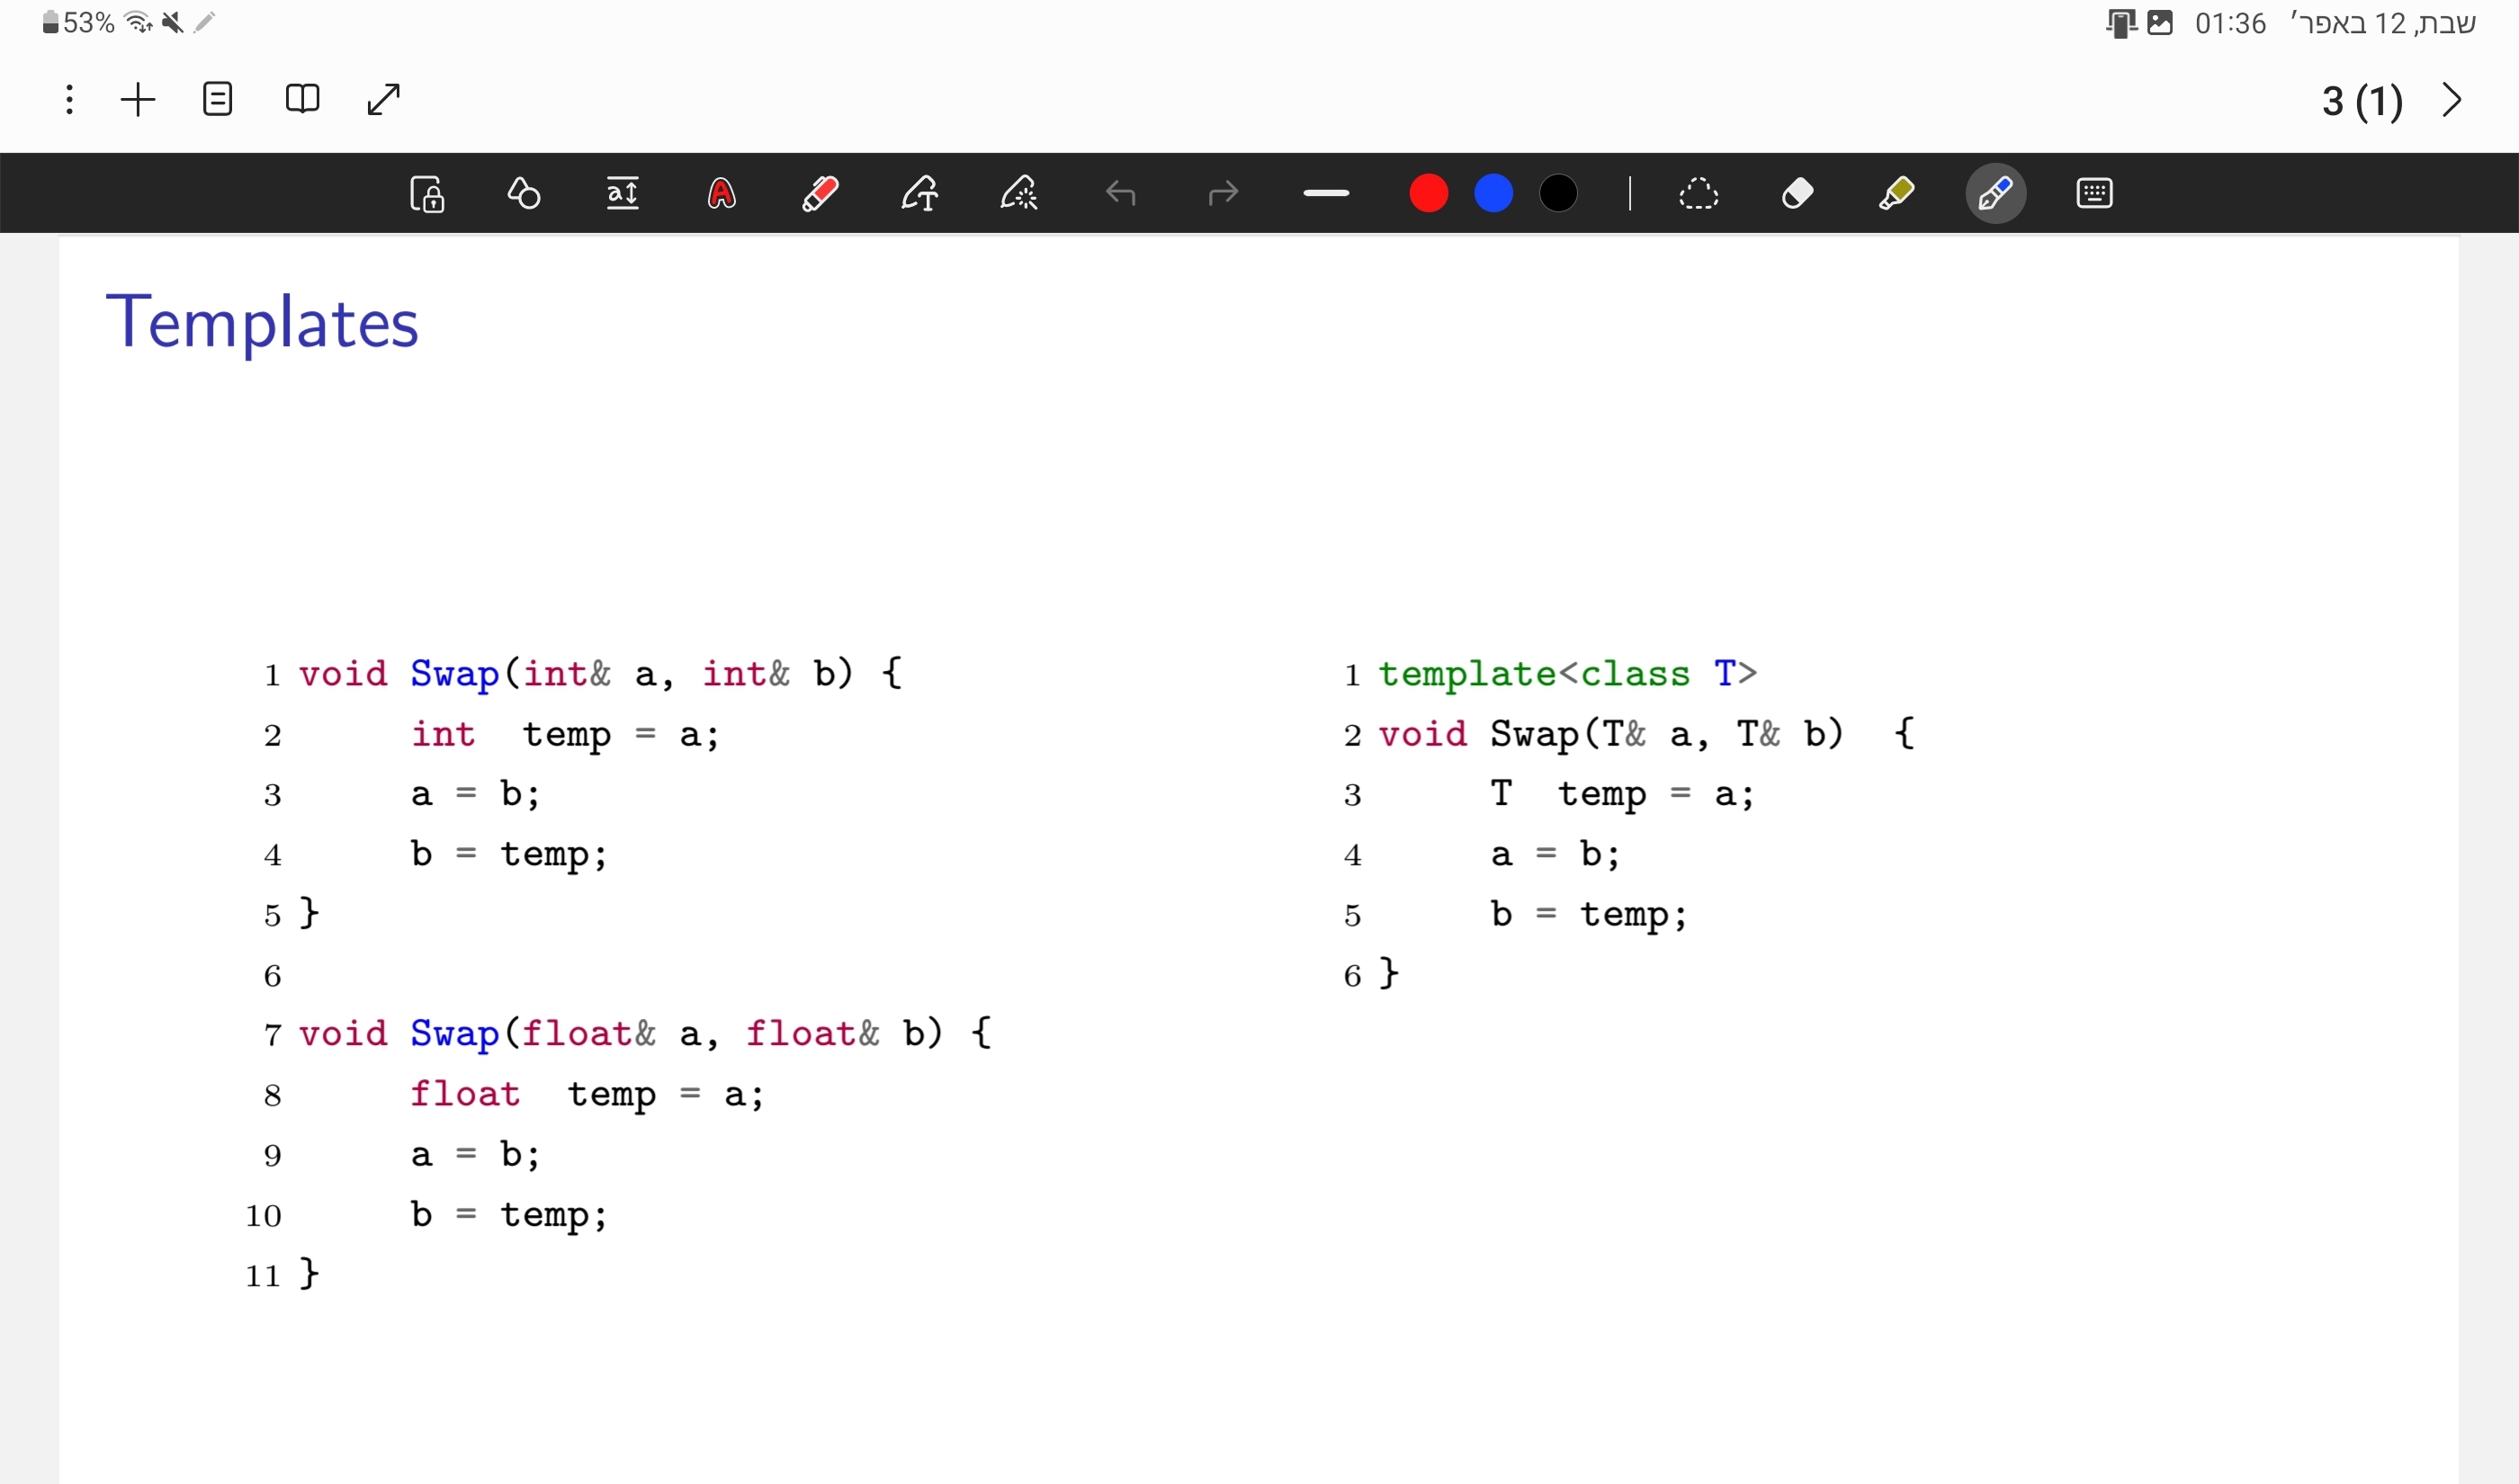 53%
שבת, 12 באפר׳ 01:36
3 (1)
Templates
1 void Swap(int& a, int& b) {
2 int temp = a;
3 a = b;
4 b = temp;
5 }
6
7 void Swap(float& a, float& b) {
8 float temp = a;
9 a = b;
10 b = temp;
11 }
1 template<class T>
2 void Swap(T& a, T& b) {
3 T temp = a;
4 a = b;
5 b = temp;
6 }